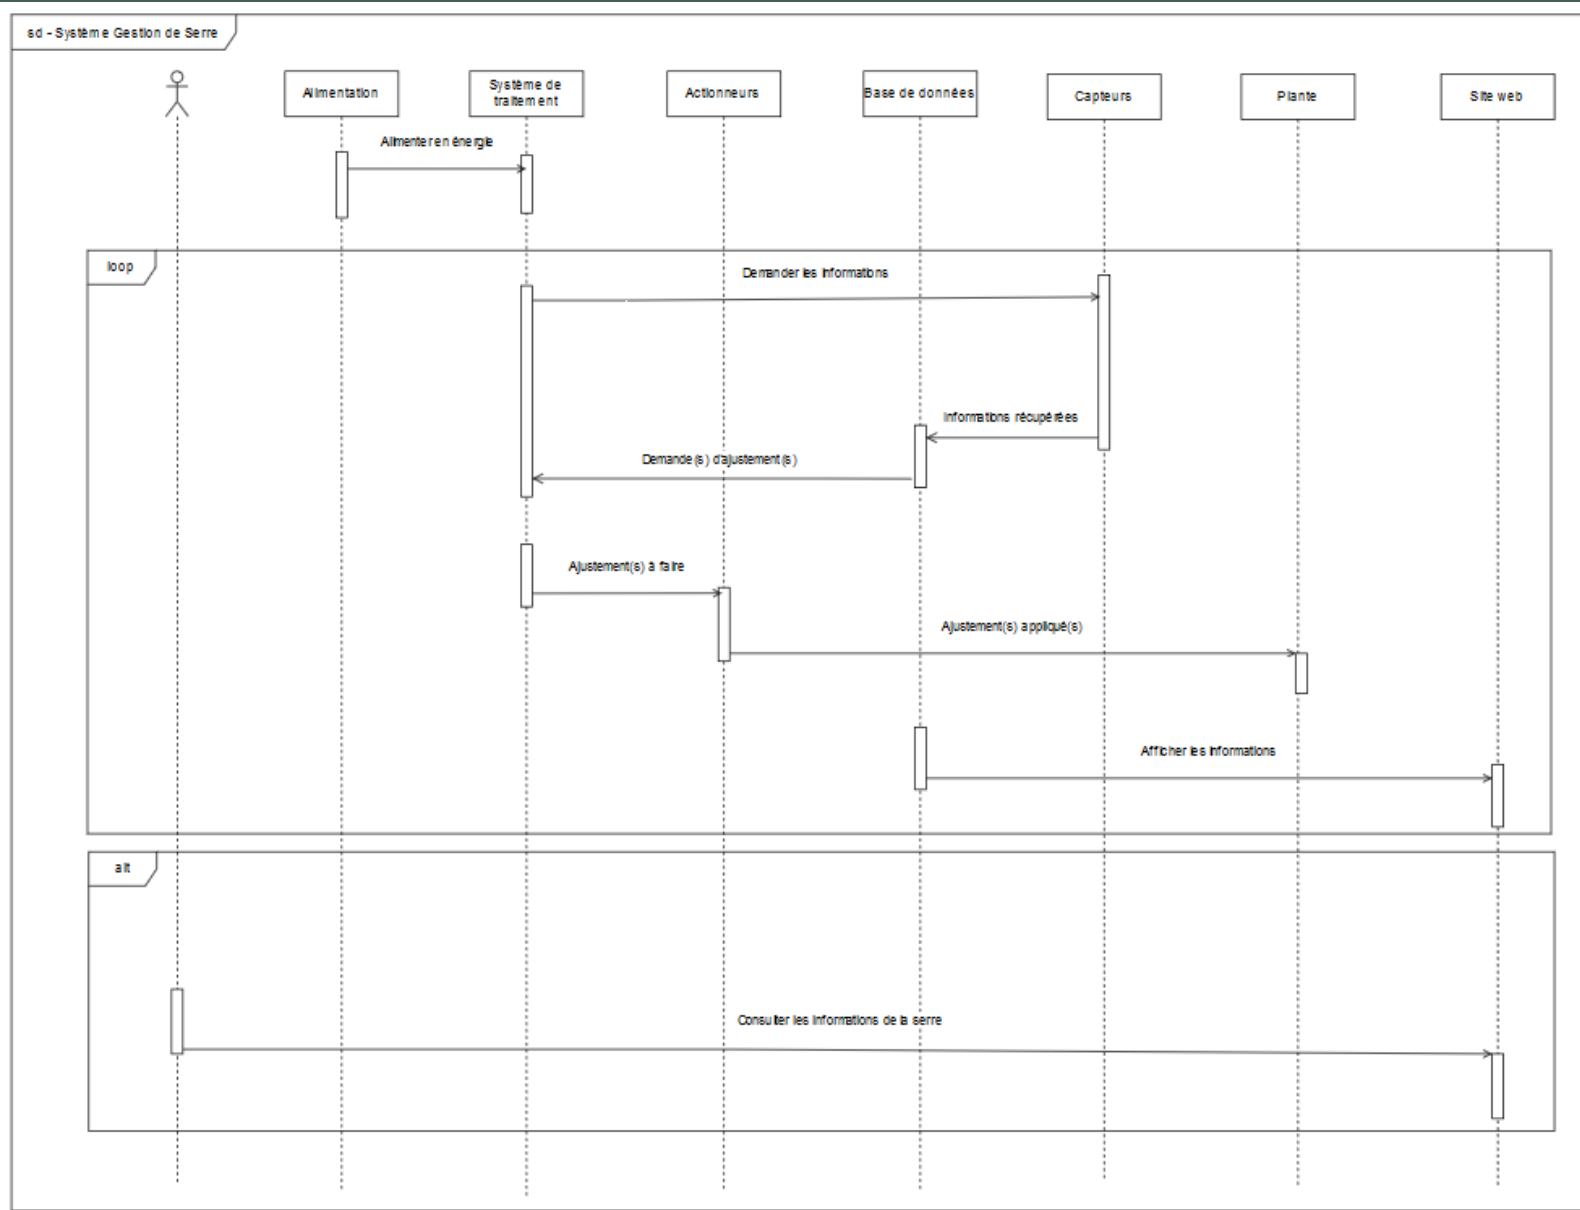 sd - Système Gestion de Serre
Alimentation
Système de
traitement
Actionneurs
Base de données
Capteurs
Plante
Site web
Alimenter en énergie
loop
Demander les informations
Informations récupérées
Demande(s) d'ajustement(s)
Ajustement(s) à faire
Ajustement(s) appliqué(s)
Afficher les informations
alt
Consulter les informations de la serre